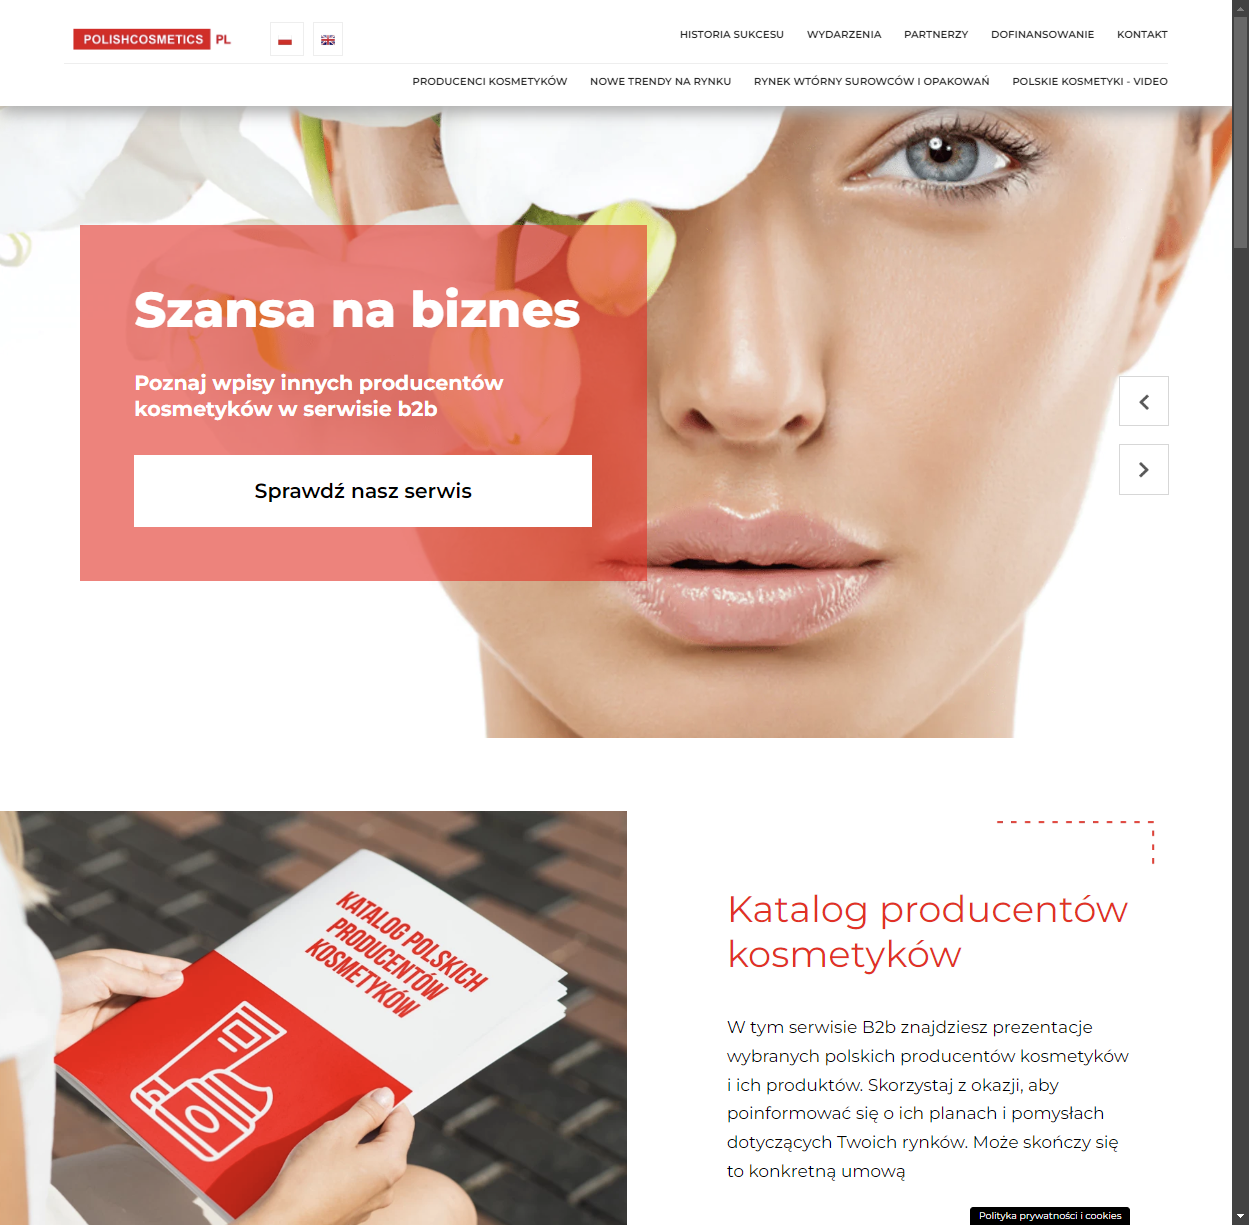 POLISHCOSMETICS PL
HISTORIA SUKCESU WYDARZENIA PARTNERZY DOFINANSOWANIE KONTAKT
PRODUCENCI KOSMETYKÓW NOWE TRENDY NA RYNKU RYNEK WTÓRNY SUROWCÓW I OPAKOWAŃ POLSKIE KOSMETYKI - VIDEO
Szansa na biznes
Poznaj wpisy innych producentów
kosmetyków w serwisie b2b
Sprawdź nasz serwis
KATALOG POLSKICH
PRODUCENTÓW
KOSMETYKÓW
Katalog producentów
kosmetyków
W tym serwisie B2b znajdziesz prezentacje
wybranych polskich producentów kosmetyków
i ich produktów. Skorzystaj z okazji, aby
poinformować się o ich planach i pomysłach
dotyczących Twoich rynków. Może skończy się
to konkretną umową
Polityka prywatności i cookies